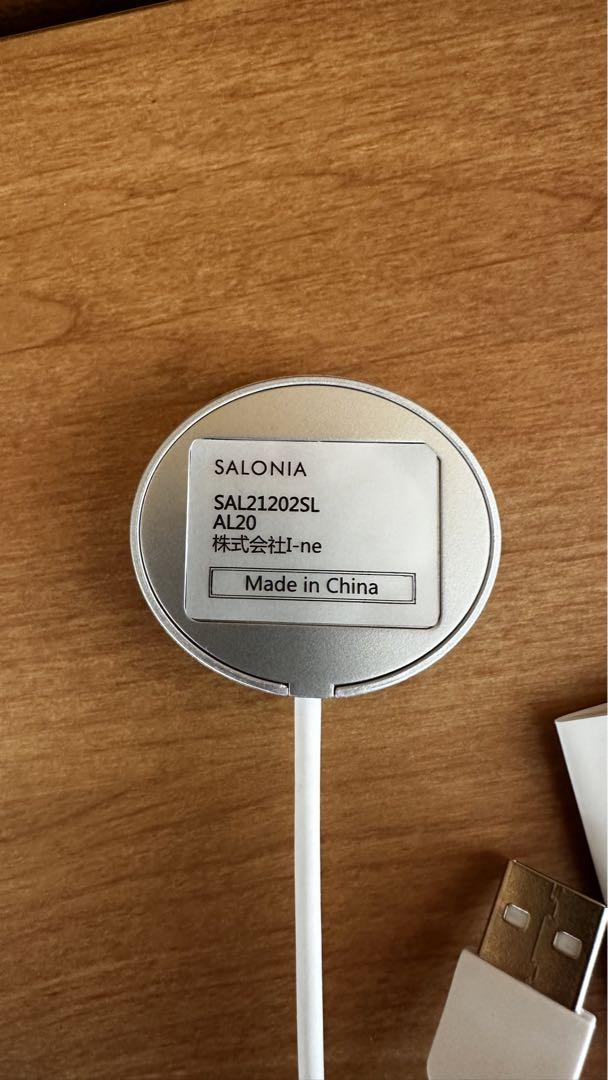 SALONIA
SAL21202SL
AL20
株式会社I-ne
Made in China